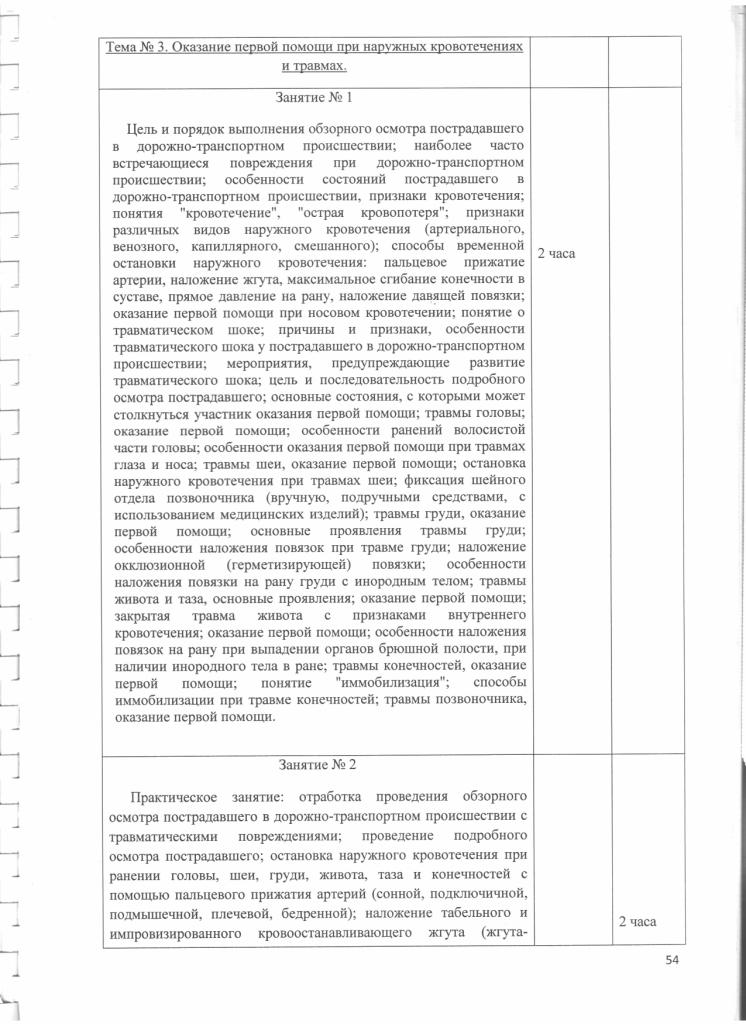 Тема № 3. Оказание первой помощи при наружных кровотечениях
и травмах.
Занятие № 1
Цель и порядок выполнения обзорного осмотра пострадавшего
в дорожно-транспортном происшествии; наиболее часто
встречающиеся повреждения при дорожно-транспортном
происшествии; особенности состояний пострадавшего в
дорожно-транспортном происшествии, признаки кровотечения;
понятия "кровотечение", "острая кровопотеря"; признаки
различных видов наружного кровотечения (артериального,
венозного, капиллярного, смешанного); способы временной
остановки наружного кровотечения: пальцевое прижатие
артерии, наложение жгута, максимальное сгибание конечности в
суставе, прямое давление на рану, наложение давящей повязки;
оказание первой помощи при носовом кровотечении; понятие о
травматическом шоке; причины и признаки, особенности
травматического шока у пострадавшего в дорожно-транспортном
происшествии; мероприятия, предупреждающие развитие
травматического шока; цель и последовательность подробного
осмотра пострадавшего; основные состояния, с которыми может
столкнуться участник оказания первой помощи; травмы головы;
оказание первой помощи; особенности ранений волосистой
части головы; особенности оказания первой помощи при травмах
глаза и носа; травмы шеи, оказание первой помощи; остановка
наружного кровотечения при травмах шеи; фиксация шейного
отдела позвоночника (вручную, подручными средствами, с
использованием медицинских изделий); травмы груди, оказание
первой помощи; основные проявления травмы груди;
особенности наложения повязок при травме груди; наложение
окклюзионной (герметизирующей) повязки; особенности
наложения повязки на рану груди с инородным телом; травмы
живота и таза, основные проявления; оказание первой помощи;
закрытая травма живота с признаками внутреннего
кровотечения; оказание первой помощи; особенности наложения
повязок на рану при выпадении органов брюшной полости, при
наличии инородного тела в ране; травмы конечностей, оказание
первой помощи; понятие "иммобилизация"; способы
иммобилизации при травме конечностей; травмы позвоночника,
оказание первой помощи.
2 часа
Занятие № 2
Практическое занятие: отработка проведения обзорного
осмотра пострадавшего в дорожно-транспортном происшествии с
травматическими повреждениями; проведение подробного
осмотра пострадавшего; остановка наружного кровотечения при
ранении головы, шеи, груди, живота, таза и конечностей с
помощью пальцевого прижатия артерий (сонной, подключичной,
подмышечной, плечевой, бедренной); наложение табельного и
импровизированного кровоостанавливающего жгута (жгута-
2 часа
54